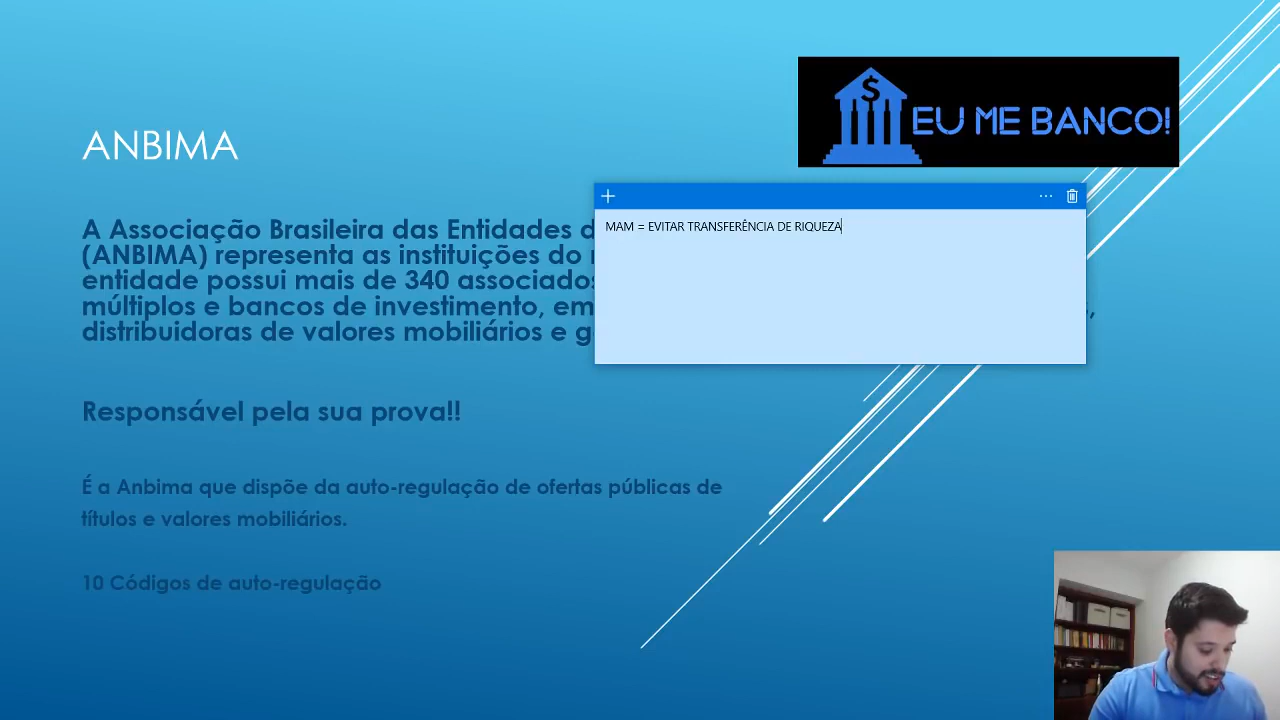 $
EU ME BANCO!
ANBIMA
MAM = EVITAR TRANSFERÊNCIA DE RIQUEZA
A Associação Brasileira das Entidades d
(ANBIMA) representa as instituições do
entidade possui mais de 340 associados
múltiplos e bancos de investimento, em
distribuidoras de valores mobiliários e g
Responsável pela sua prova!!
É a Anbima que dispõe da auto-regulação de ofertas públicas de
títulos e valores mobiliários.
10 Códigos de auto-regulação